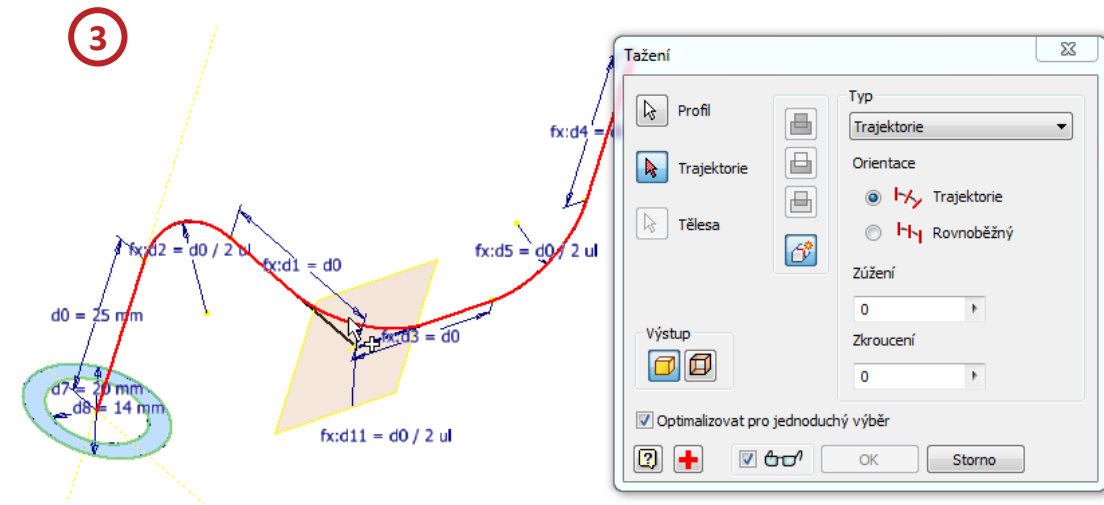 3
fx:d4 =
fx:d2 = d0 / 2 ul
fx:d1 = d0
fx:d5 = d0 / 2 ul
d0 = 25 mm
fx:d3 = d0
d7 = 20 mm
d8 = 14 mm
fx:d11 = d0 / 2 ul
Tažení
Profil
Trajektorie
Tělesa
Typ
Trajektorie
Orientace
Trajektorie
Rovnoběžný
Zúžení
0
Zkroucení
0
Výstup
Optimalizovat pro jednoduchý výběr
OK
Storno